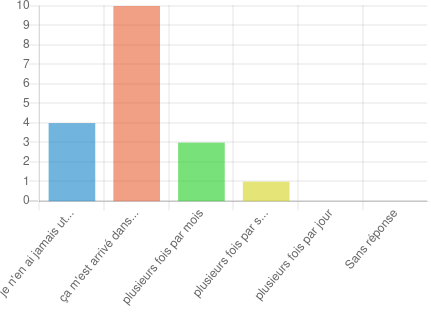 10
9
8
7
6
5
4
3
2
1
0
je n'en ai jamais ut...
ça m'est arrivé dans...
plusieurs fois par mois
plusieurs fois par s...
plusieurs fois par jour
Sans réponse